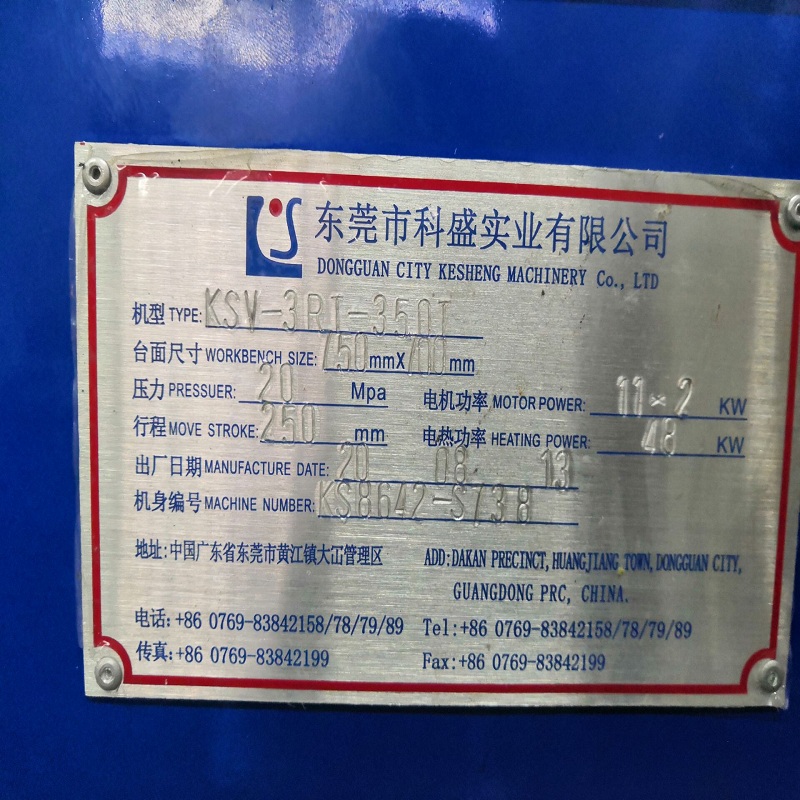 东莞市科盛实业有限公司
DONGGUAN CITY KESHENG MACHINERY Co., LTD
机型 TYPE: KSV-3RT-350T
台面尺寸 WORKBENCH SIZE: mmX mm
压力 PRESSUER: 20 Mpa 电机功率 MOTOR POWER: 11×2 KW
行程 MOVE STROKE: 250 mm 电热功率 HEATING POWER: 48 KW
出厂日期 MANUFACTURE DATE: 20 08 13
机身编号 MACHINE NUMBER: KS8642-S738
地址: 中国广东省东莞市黄江镇大冚管理区 ADD: DAKAN PRECINCT, HUANGJIANG TOWN, DONGGUAN CITY,
GUANGDONG PRC, CHINA.
电话: +86 0769-83842158/78/79/89 Tel:+86 0769-83842158/78/79/89
传真: +86 0769-83842199 Fax:+86 0769-83842199